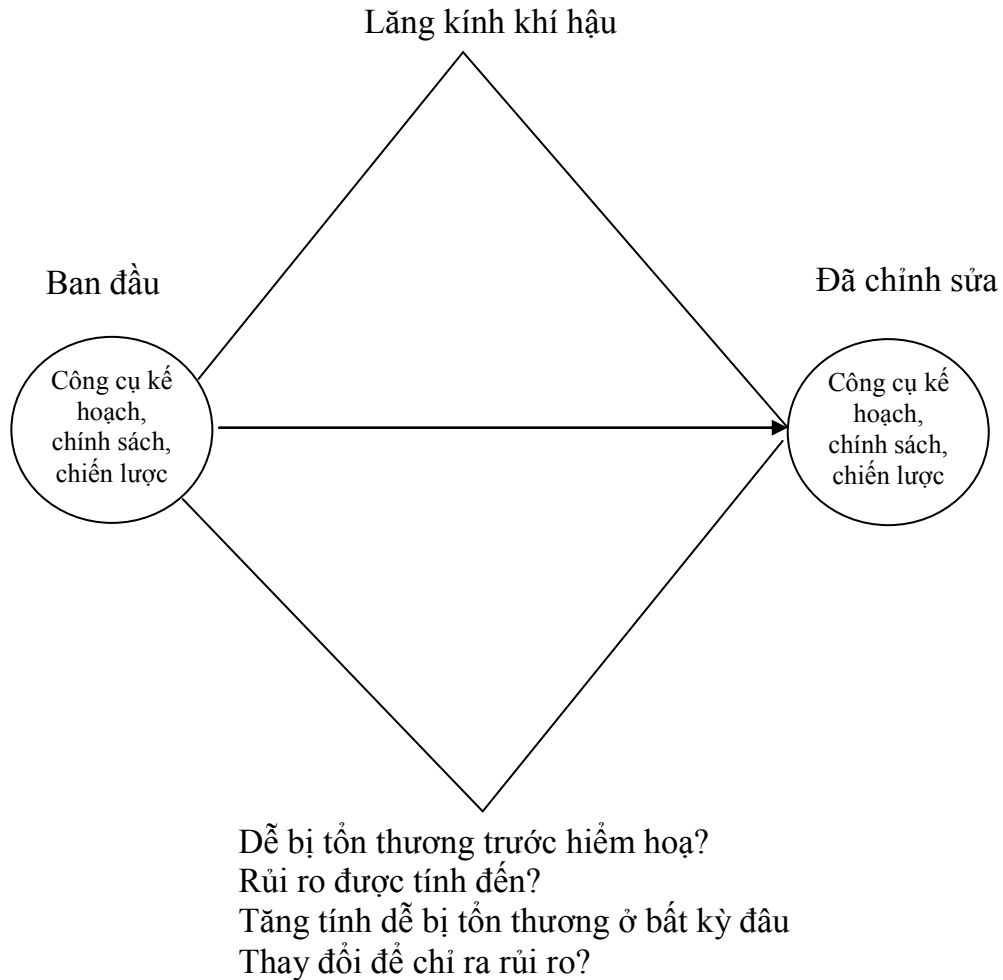 Lăng kính khí hậu
Ban đầu
Đã chỉnh sửa
Công cụ kế
hoạch,
chính sách,
chiến lược
Công cụ kế
hoạch,
chính sách,
chiến lược
Dễ bị tổn thương trước hiểm hoạ?
Rủi ro được tính đến?
Tăng tính dễ bị tổn thương ở bất kỳ đâu
Thay đổi để chỉ ra rủi ro?